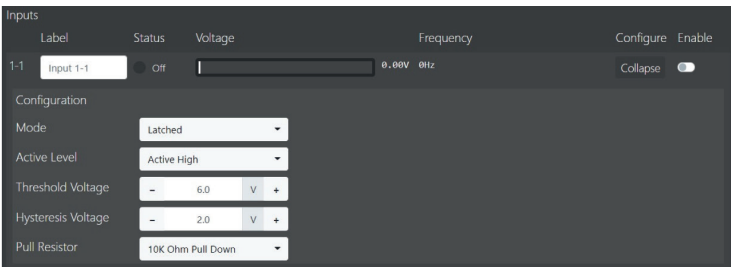 Inputs
Label Status Voltage Frequency Configure Enable
1-1 Input 1-1 Off 0.00V 0Hz Collapse
Configuration
Mode Latched
Active Level Active High
Threshold Voltage - 6.0 V +
Hysteresis Voltage - 2.0 V +
Pull Resistor 10K Ohm Pull Down